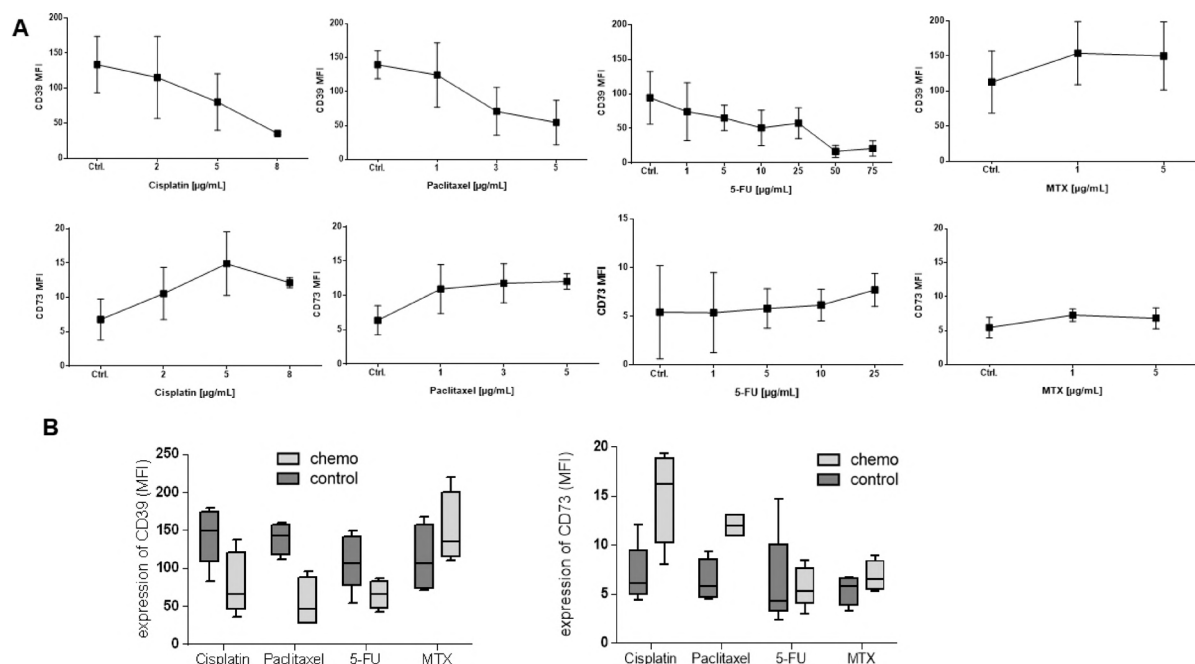 A
200
150
100
50
0
CD39 MFI
Ctrl. 2 5 8
Cisplatin [µg/mL]
200
150
100
50
0
CD39 MFI
Ctrl. 1 3 5
Paclitaxel [µg/mL]
200
150
100
50
0
CD39 MFI
Ctrl. 1 5 10 25 50 75
5-FU [µg/mL]
200
150
100
50
0
CD39 MFI
Ctrl. 1 5
MTX [µg/mL]
20
15
10
5
0
CD73 MFI
Ctrl. 2 5 8
Cisplatin [µg/mL]
20
15
10
5
0
CD73 MFI
Ctrl. 1 3 5
Paclitaxel [µg/mL]
15
10
5
0
CD73 MFI
Ctrl. 1 5 10 25
5-FU [µg/mL]
20
15
10
5
0
CD73 MFI
Ctrl. 1 5
MTX [µg/mL]
B
250
200
150
100
50
0
expression of CD39 (MFI)
chemo
control
Cisplatin Paclitaxel 5-FU MTX
20
15
10
5
0
expression of CD73 (MFI)
chemo
control
Cisplatin Paclitaxel 5-FU MTX